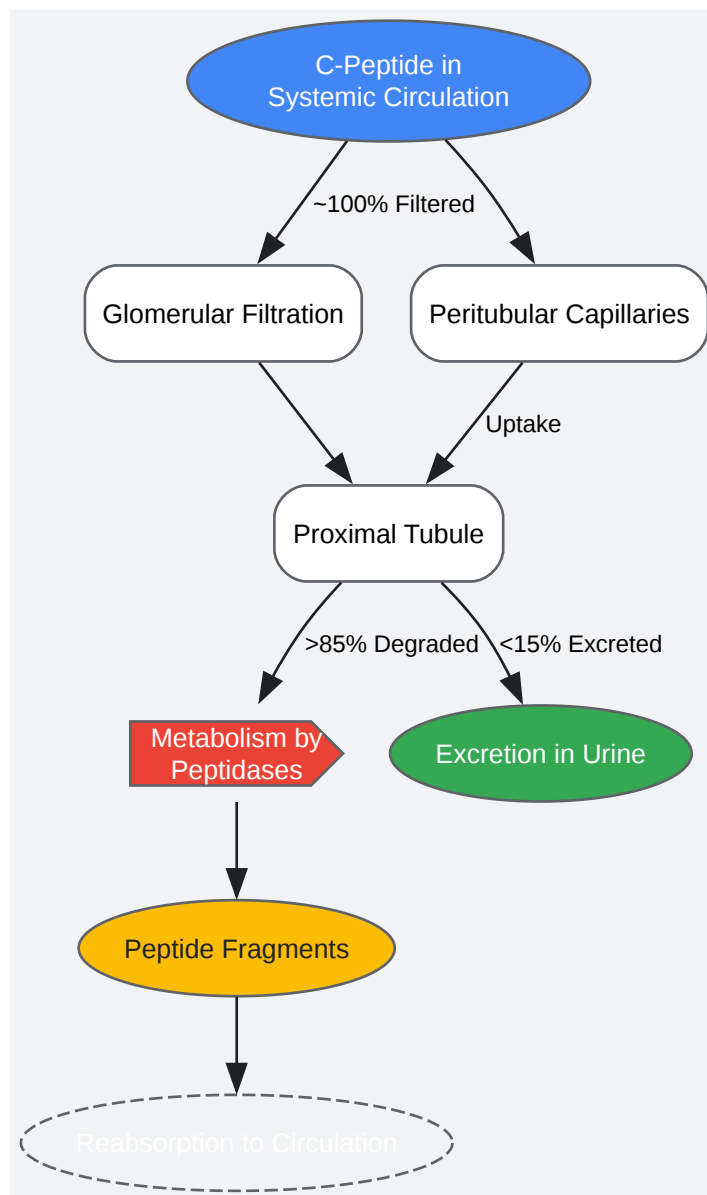 C-Peptide in
Systemic Circulation
~100% Filtered
Glomerular Filtration
Peritubular Capillaries
Uptake
Proximal Tubule
>85% Degraded
<15% Excreted
Metabolism by
Peptidases
Excretion in Urine
Peptide Fragments
Reabsorption to Circulation